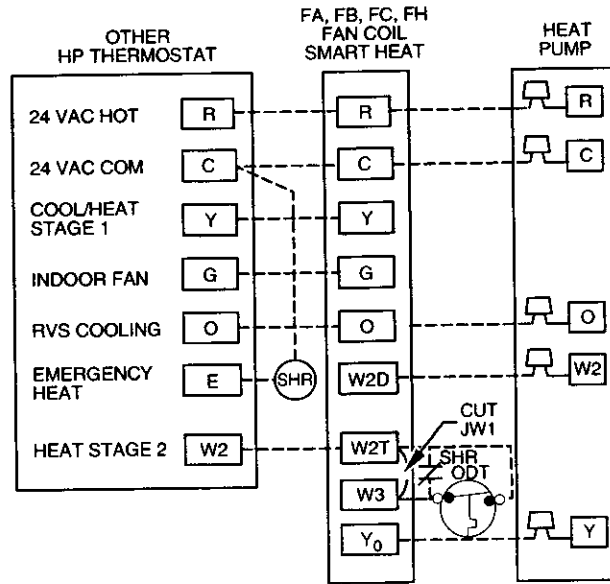 OTHER
HP THERMOSTAT
FA, FB, FC, FH
FAN COIL
SMART HEAT
HEAT
PUMP
24 VAC HOT
R
R
R
24 VAC COM
C
C
C
COOL/HEAT
STAGE 1
Y
Y
INDOOR FAN
G
G
RVS COOLING
O
O
O
EMERGENCY
HEAT
E
SHR
W2D
W2
CUT
JW1
HEAT STAGE 2
W2
W2T
SHR
ODT
W3
Y0
Y